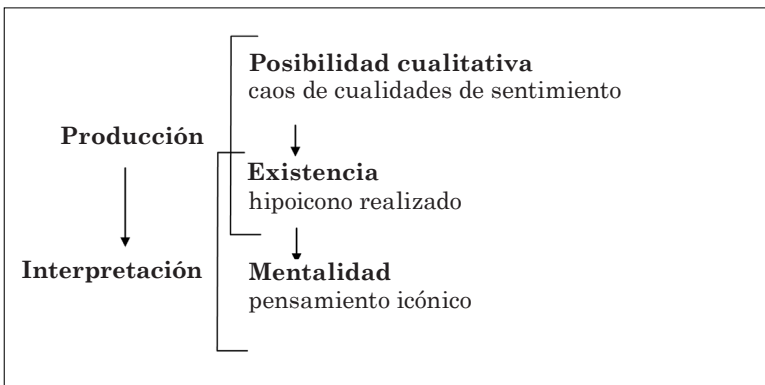 Posibilidad cualitativa
caos de cualidades de sentimiento
Producción
Existencia
hipoicono realizado
Interpretación
Mentalidad
pensamiento icónico